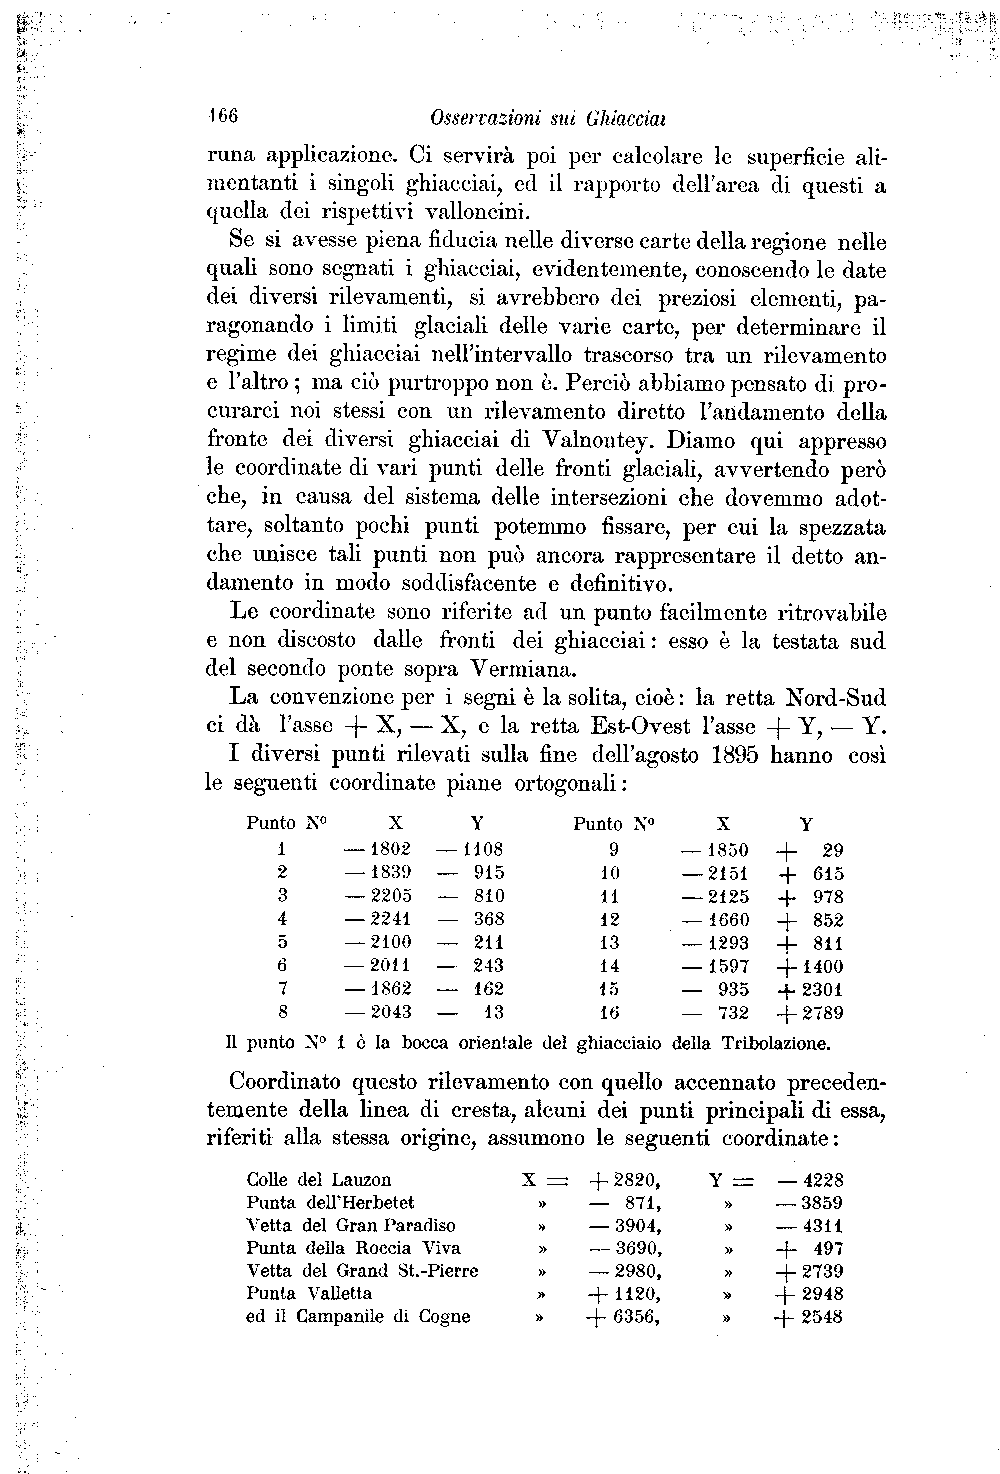 166 Osservazioni sui Ghiacciai
runa applicazione. Ci servirà poi per calcolare le superficie ali-
mentanti i singoli ghiacciai, ed il rapporto dell'area di questi a
quella dei rispettivi valloncini.
Se si avesse piena fiducia nelle diverse carte della regione nelle
quali sono segnati i ghiacciai, evidentemente, conoscendo le date
dei diversi rilevamenti, si avrebbero dei preziosi elementi, pa-
ragonando i limiti glaciali delle varie carte, per determinare il
regime dei ghiacciai nell'intervallo trascorso tra un rilevamento
e l'altro; ma ciò purtroppo non è. Perciò abbiamo pensato di pro-
curarci noi stessi con un rilevamento diretto l'andamento della
fronte dei diversi ghiacciai di Valnontey. Diamo qui appresso
le coordinate di vari punti delle fronti glaciali, avvertendo però
che, in causa del sistema delle intersezioni che dovemmo adot-
tare, soltanto pochi punti potemmo fissare, per cui la spezzata
che unisce tali punti non può ancora rappresentare il detto an-
damento in modo soddisfacente e definitivo.
Le coordinate sono riferite ad un punto facilmente ritrovabile
e non discosto dalle fronti dei ghiacciai: esso è la testata sud
del secondo ponte sopra Vermiana.
La convenzione per i segni è la solita, cioè: la retta Nord-Sud
ci dà l'asse + X, — X, e la retta Est-Ovest l'asse + Y, — Y.
I diversi punti rilevati sulla fine dell'agosto 1895 hanno così
le seguenti coordinate piane ortogonali:
Punto Nº X Y Punto Nº X Y
1 — 1802 — 1108 9 — 1850 + 29
2 — 1839 — 915 10 — 2151 + 615
3 — 2205 — 810 11 — 2125 + 978
4 — 2241 — 368 12 — 1660 + 852
5 — 2100 — 211 13 — 1293 + 811
6 — 2011 — 243 14 — 1597 + 1400
7 — 1862 — 162 15 — 935 + 2301
8 — 2043 — 13 16 — 732 + 2789
Il punto Nº 1 è la bocca orientale del ghiacciaio della Tribolazione.
Coordinato questo rilevamento con quello accennato preceden-
temente della linea di cresta, alcuni dei punti principali di essa,
riferiti alla stessa origine, assumono le seguenti coordinate:
Colle del Lauzon X = + 2820, Y = — 4228
Punta dell'Herbetet » — 871, » — 3859
Vetta del Gran Paradiso » — 3904, » — 4311
Punta della Roccia Viva » — 3690, » + 497
Vetta del Grand St.-Pierre » — 2980, » + 2739
Punta Valletta » + 1120, » + 2948
ed il Campanile di Cogne » + 6356, » + 2548